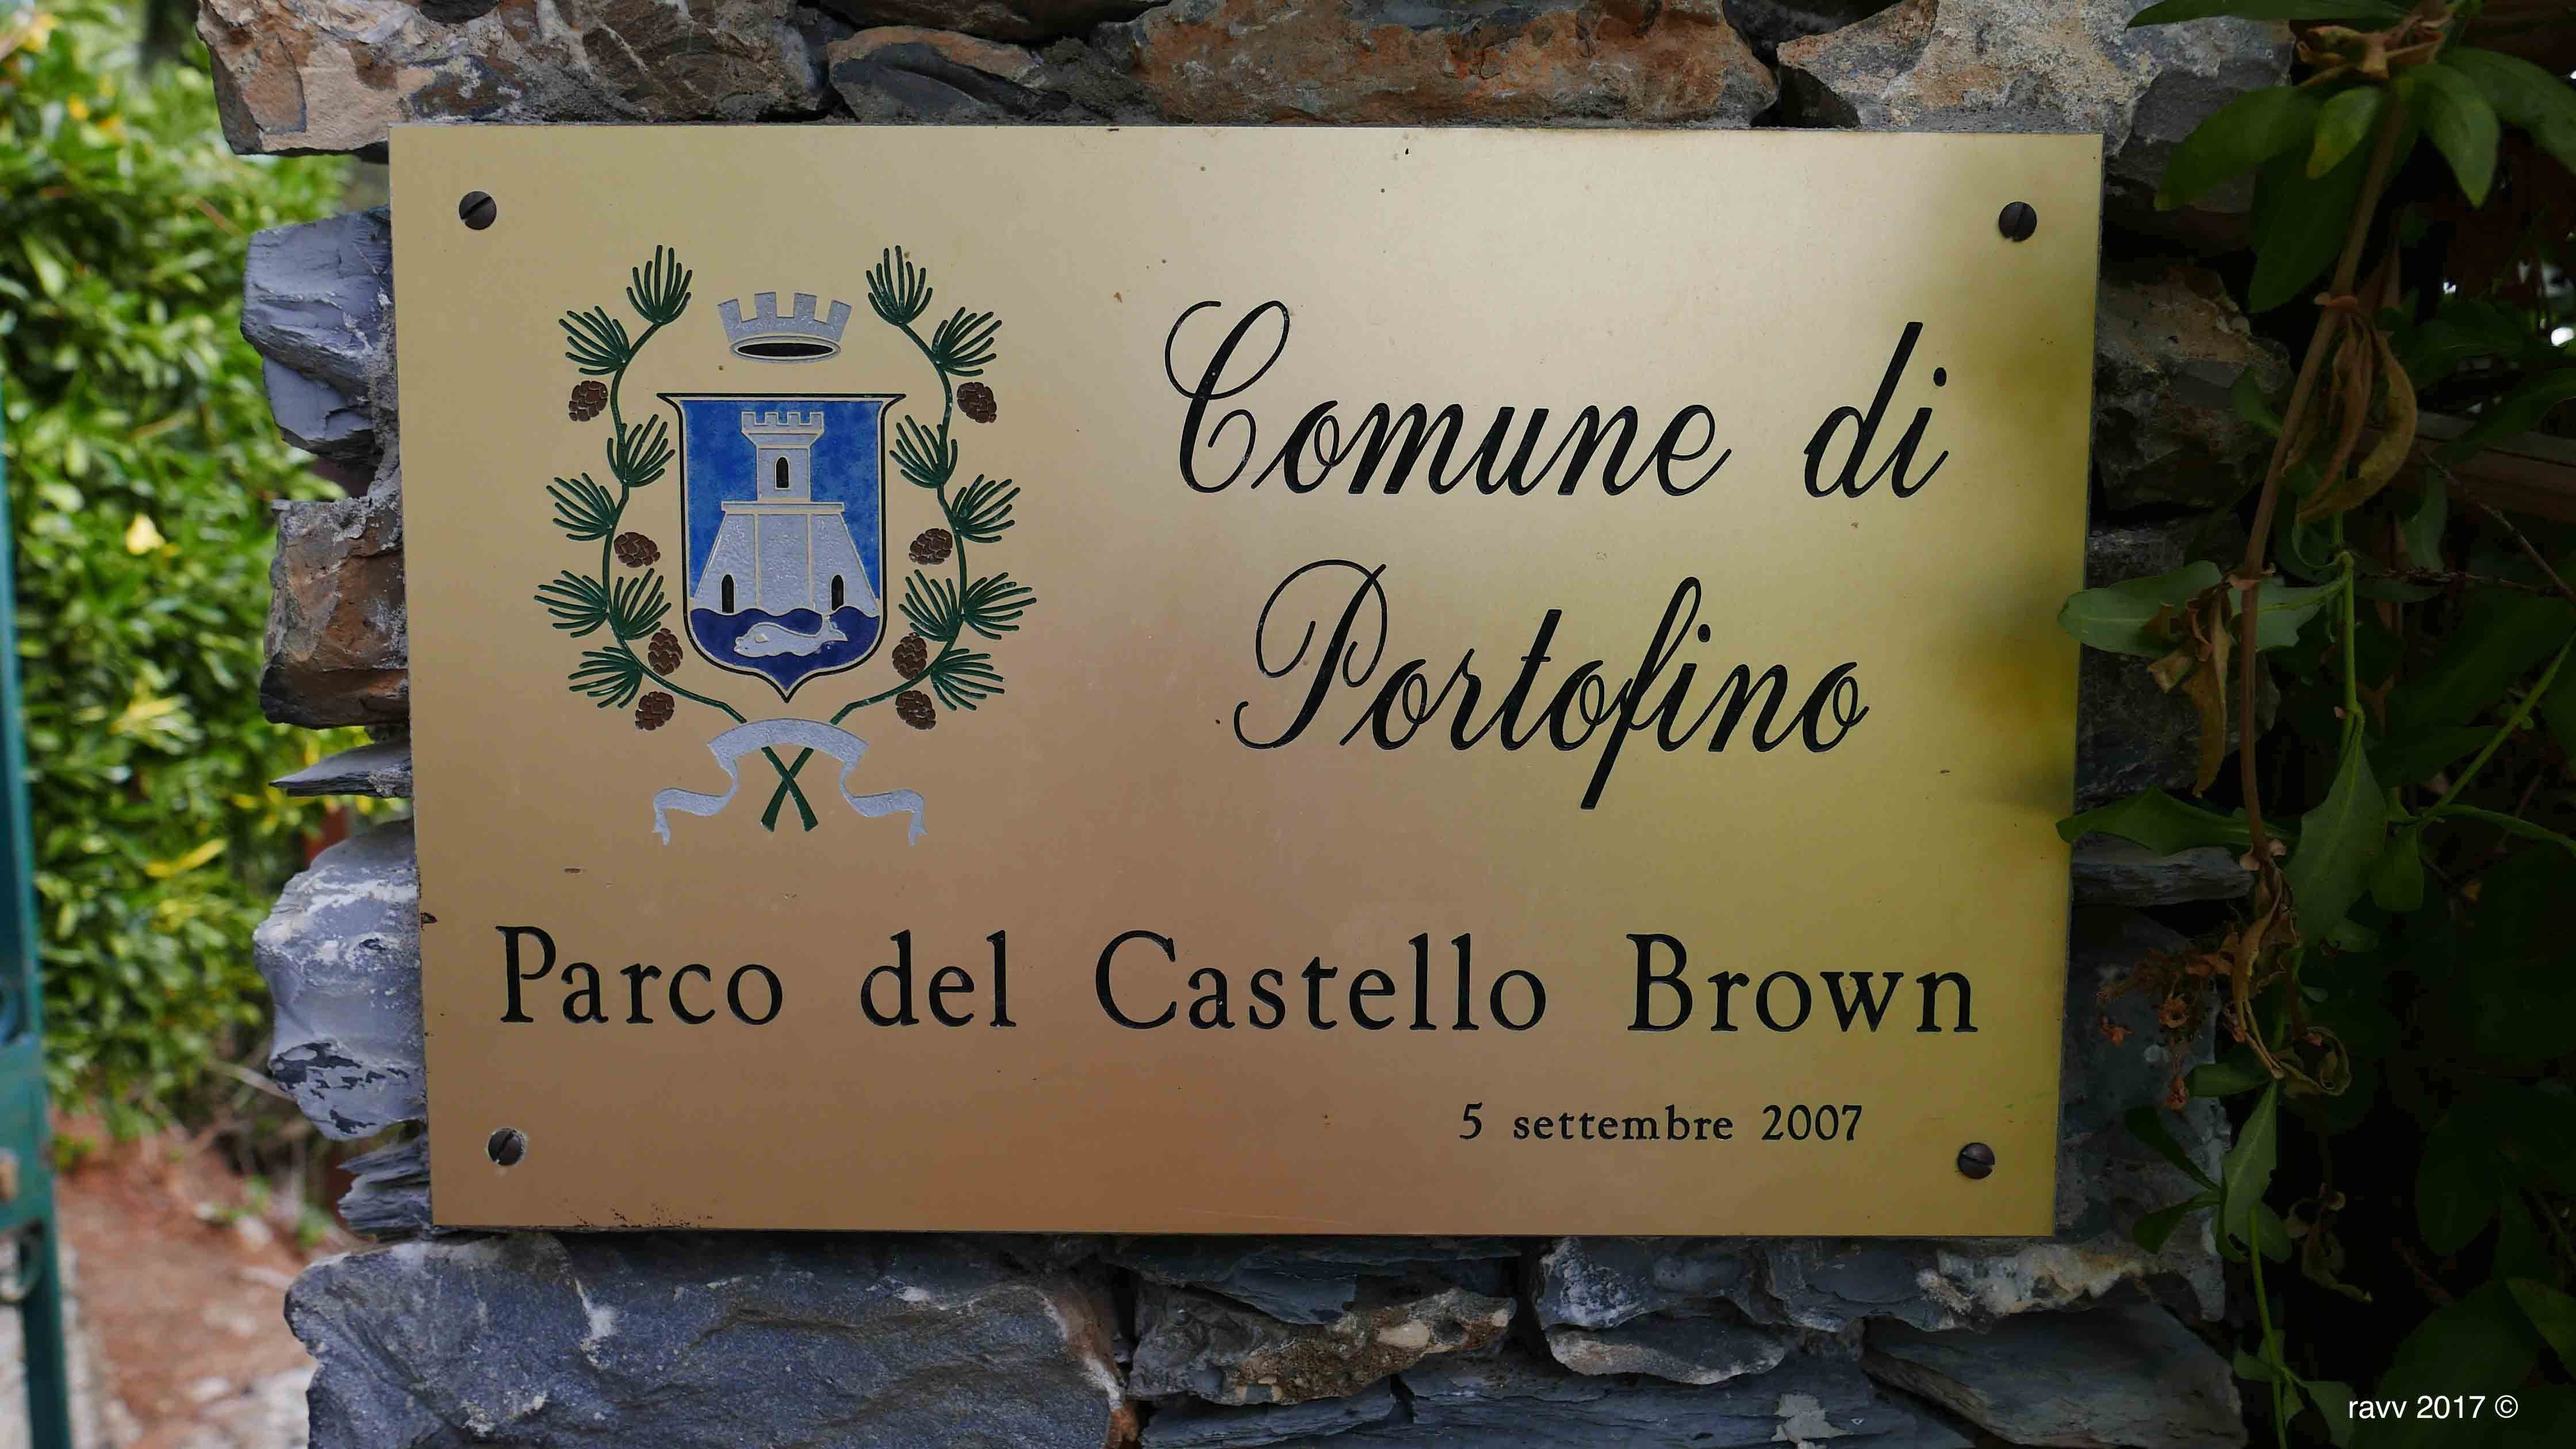 Comune di
Portofino
Parco del Castello Brown
5 settembre 2007
ravv 2017 ©